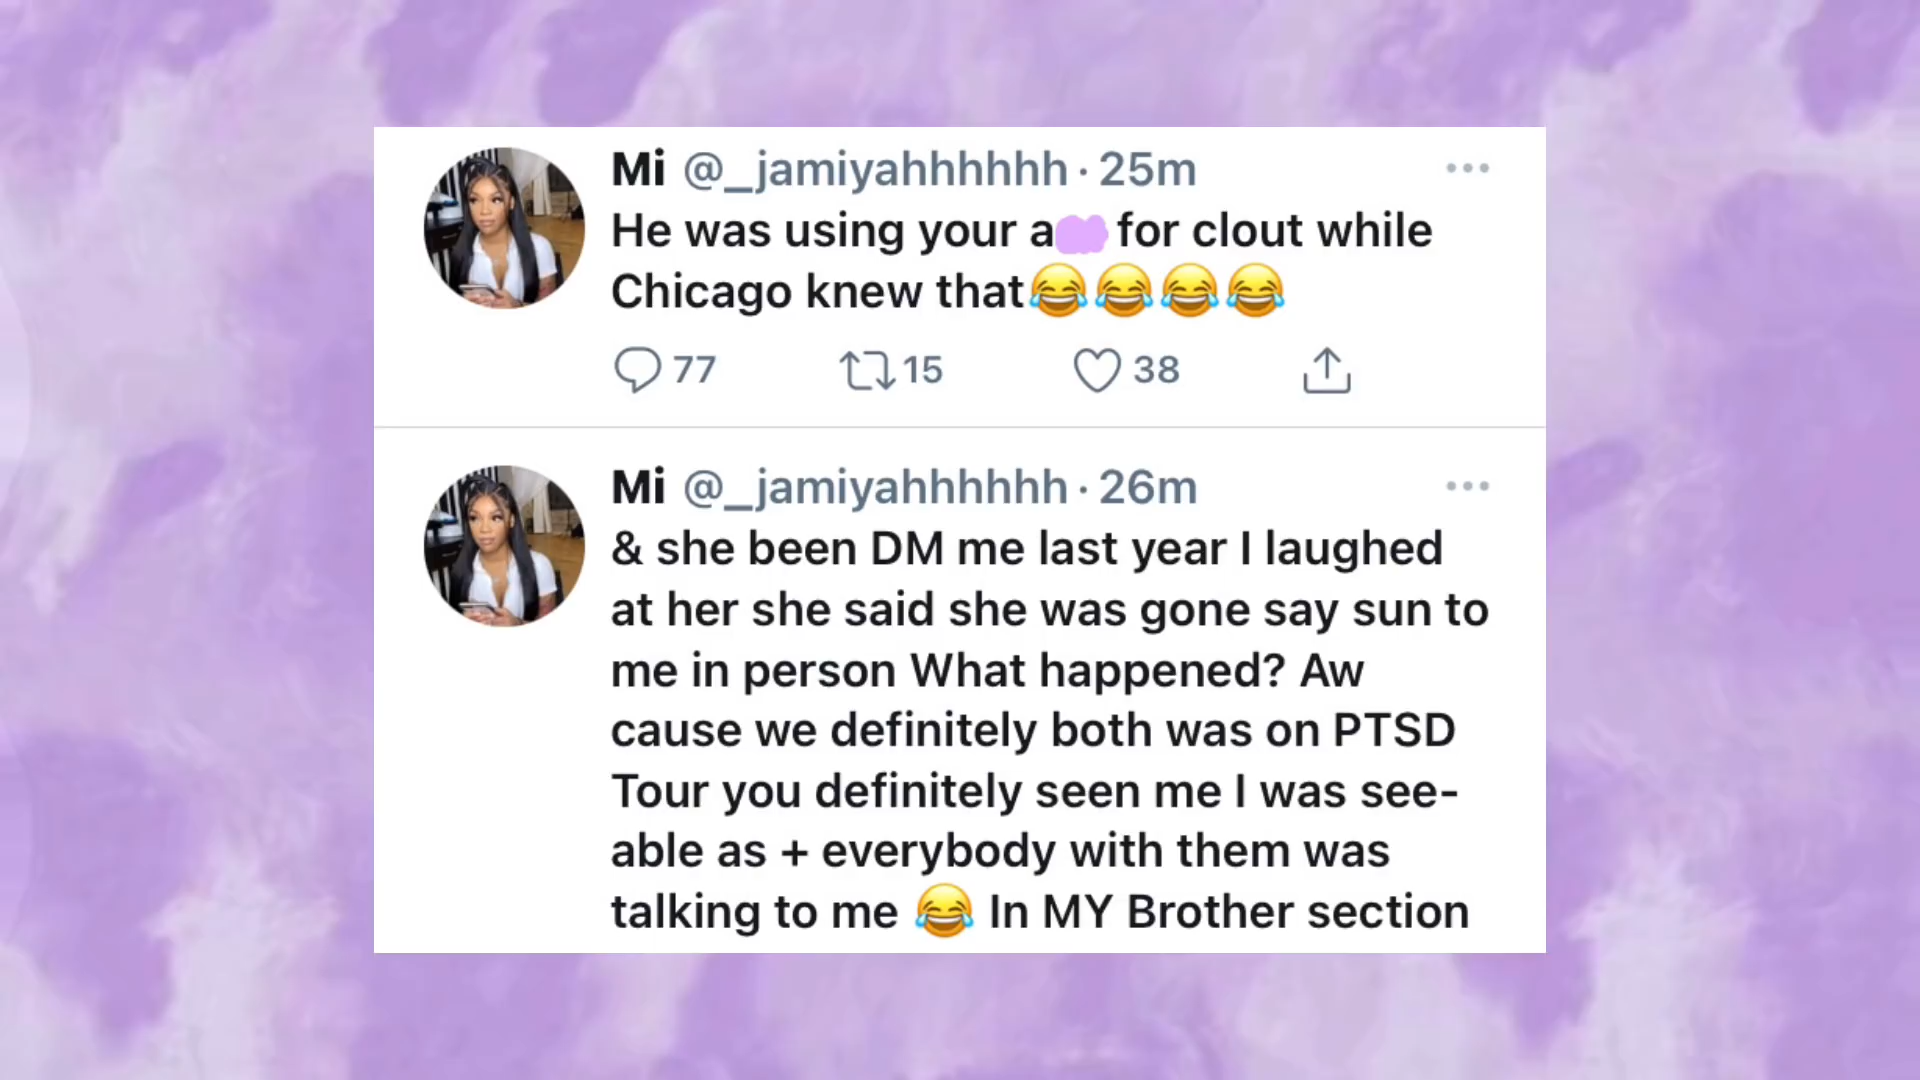 Mi @_jamiyahhhhhhh · 25m
He was using your a for clout while
Chicago knew that😂😂😂😂
77 15 38
Mi @_jamiyahhhhhhh · 26m
& she been DM me last year I laughed
at her she said she was gone say sun to
me in person What happened? Aw
cause we definitely both was on PTSD
Tour you definitely seen me I was see-
able as + everybody with them was
talking to me 😂 In MY Brother section